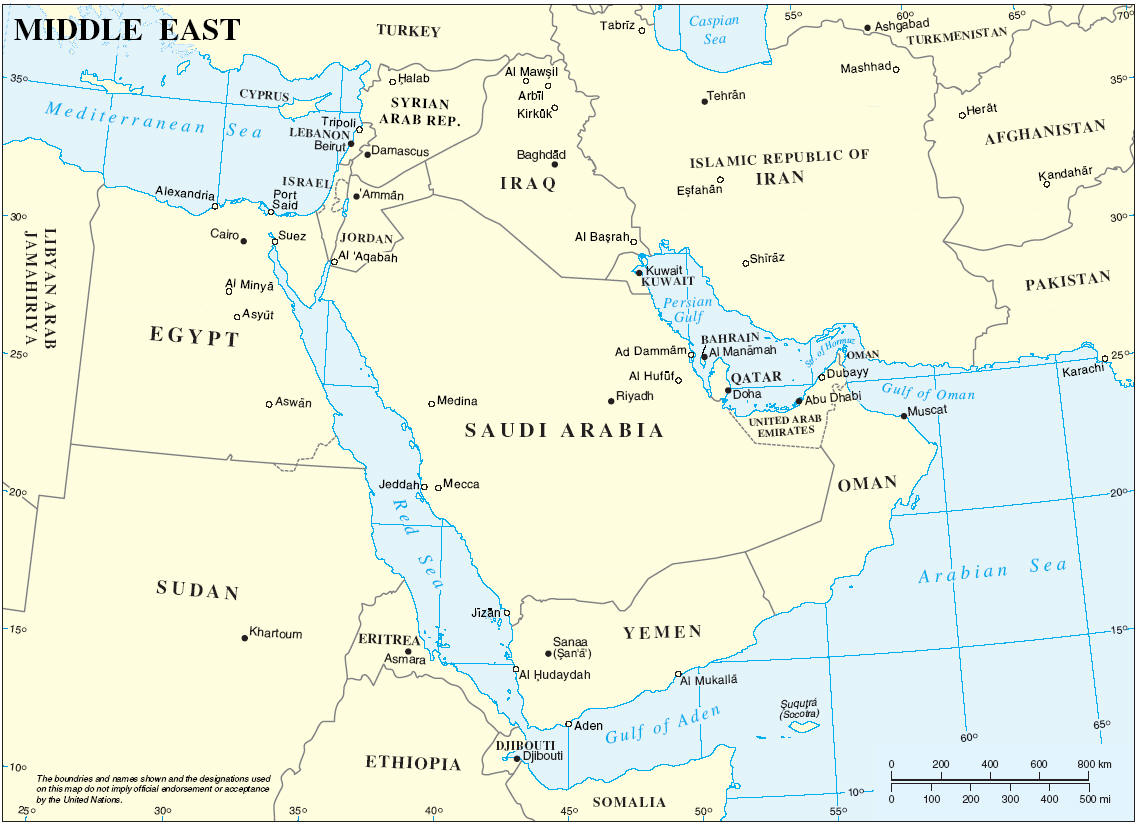 MIDDLE EAST
55°
60°
65°
70°
Caspian
Sea
Tabrīz
TURKEY
Ashgabad
TURKMENISTAN
Mashhad
35°
Ḥalab
Al Mawşil
Arbīl
Kirkūk
Tehrān
35°
CYPRUS
SYRIAN
ARAB REP.
Herāt
Mediterranean Sea
Tripoli
LEBANON
Beirut
Damascus
Baghdād
AFGHANISTAN
ISLAMIC REPUBLIC OF
IRAN
IRAQ
Eşfahān
Kandahār
ISRAEL
'Ammān
Alexandria
Port
Said
30°
30°
Cairo
Suez
JORDAN
Al 'Aqabah
Al Başrah
Shīrāz
LIBYAN ARAB
JAMAHIRIYA
Kuwait
KUWAIT
PAKISTAN
Al Minyā
Asyūt
Persian
Gulf
EGYPT
BAHRAIN
Al Manāmah
Str. of Hormuz
OMAN
25°
25°
Ad Dammām
Karachi
Al Hufūf
QATAR
Doha
Dubayy
Abu Dhabi
Gulf of Oman
Aswān
Medina
Riyadh
Muscat
UNITED ARAB
EMIRATES
SAUDI ARABIA
OMAN
20°
Jeddah
Mecca
20°
Red Sea
Arabian Sea
SUDAN
Jīzān
15°
Khartoum
ERITREA
Asmara
Sanaa
(Şan'ā')
YEMEN
15°
Al Ḥudaydah
Al Mukallā
Şuquţrá
(Socotra)
Aden
Gulf of Aden
65°
60°
DJIBOUTI
Djibouti
ETHIOPIA
10°
10°
SOMALIA
The boundries and names shown and the designations used
on this map do not imply official endorsement or acceptance
by the United Nations.
0 200 400 600 800 km
0 100 200 300 400 500 mi
25°
30°
35°
40°
45°
50°
55°